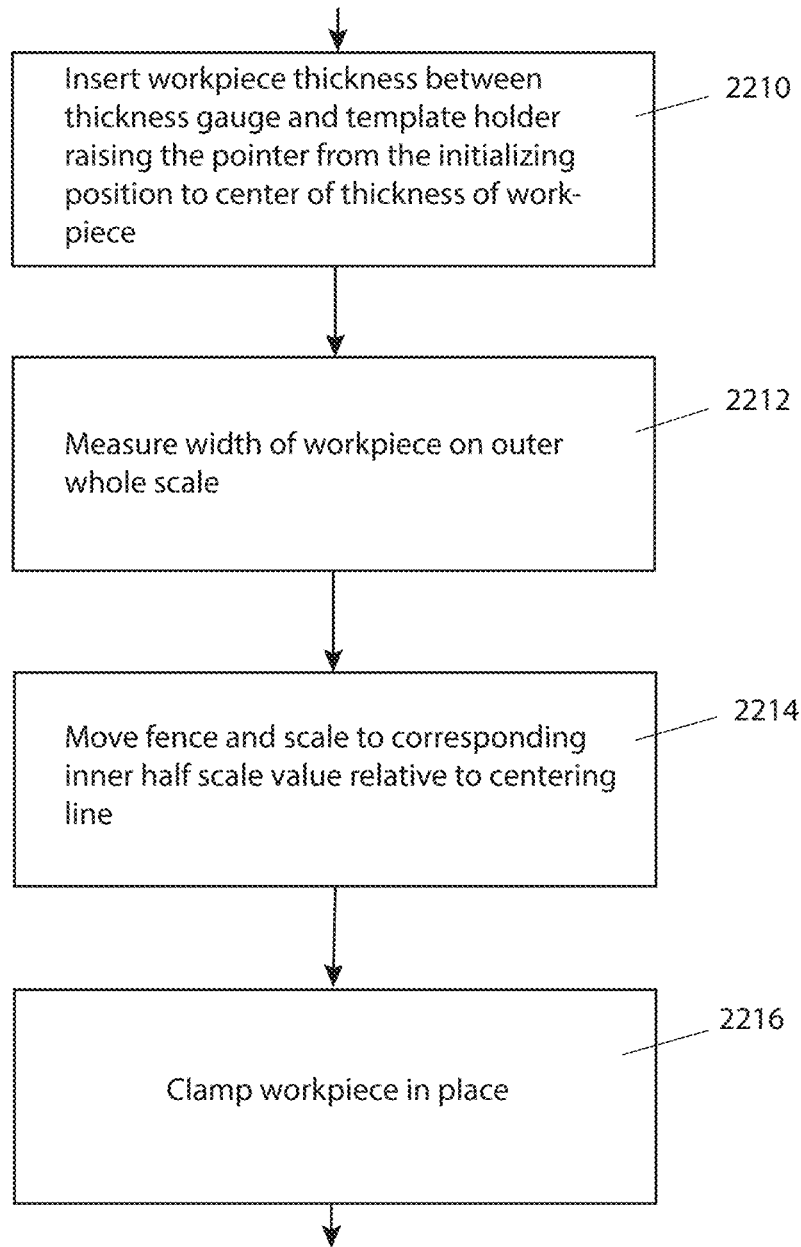 Insert workpiece thickness between
2210
thickness gauge and template holder
raising the pointer from the initializing
position to center of thickness of work-
piece
2212
Measure width of workpiece on outer
whole scale
2214
Move fence and scale to corresponding
inner half scale value relative to centering
line
2216
Clamp workpiece in place